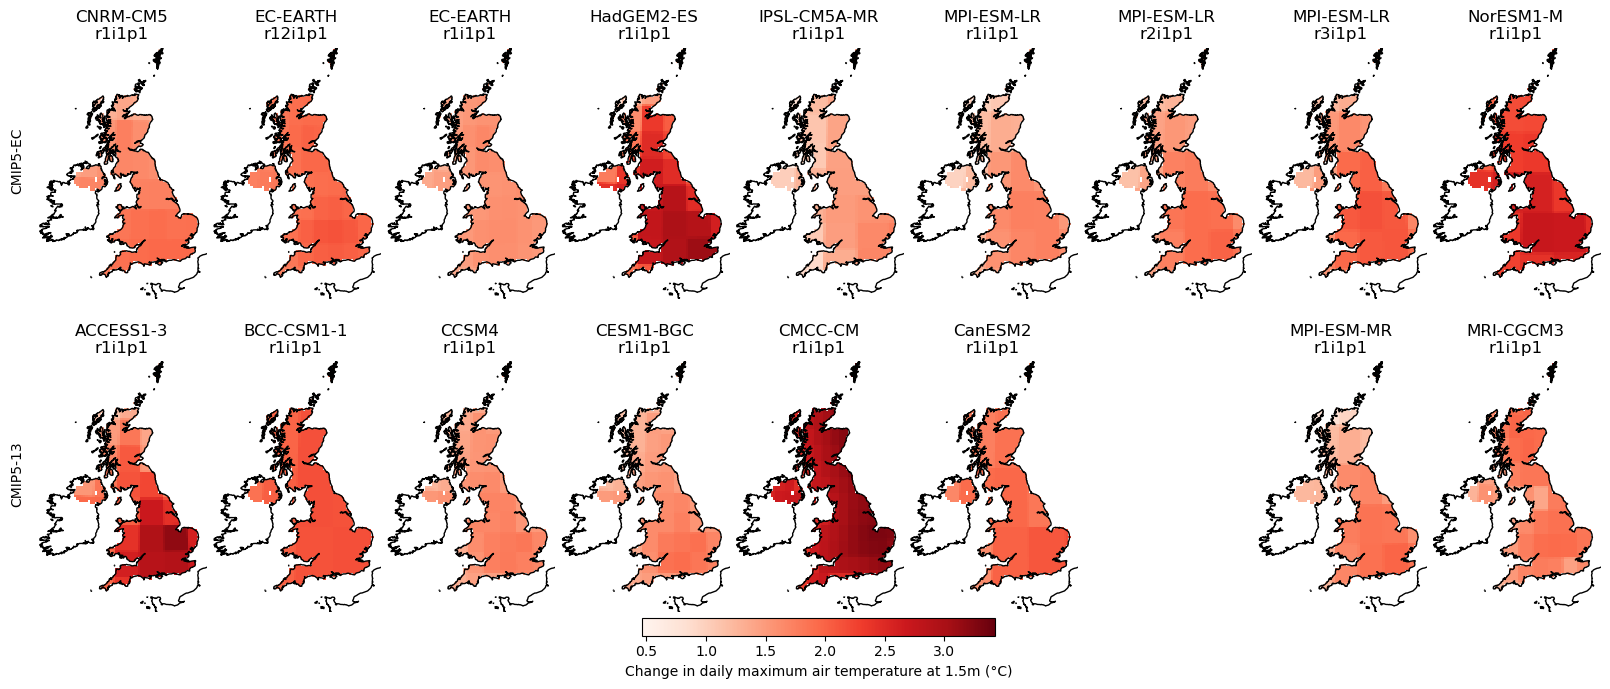 CNRM-CM5
r1i1p1
EC-EARTH
r12i1p1
EC-EARTH
r1i1p1
HadGEM2-ES
r1i1p1
IPSL-CM5A-MR
r1i1p1
MPI-ESM-LR
r1i1p1
MPI-ESM-LR
r2i1p1
MPI-ESM-LR
r3i1p1
NorESM1-M
r1i1p1
CMIP5-EC
ACCESS1-3
r1i1p1
BCC-CSM1-1
r1i1p1
CCSM4
r1i1p1
CESM1-BGC
r1i1p1
CMCC-CM
r1i1p1
CanESM2
r1i1p1
MPI-ESM-MR
r1i1p1
MRI-CGCM3
r1i1p1
CMIP5-13
0.5 1.0 1.5 2.0 2.5 3.0
Change in daily maximum air temperature at 1.5m (°C)